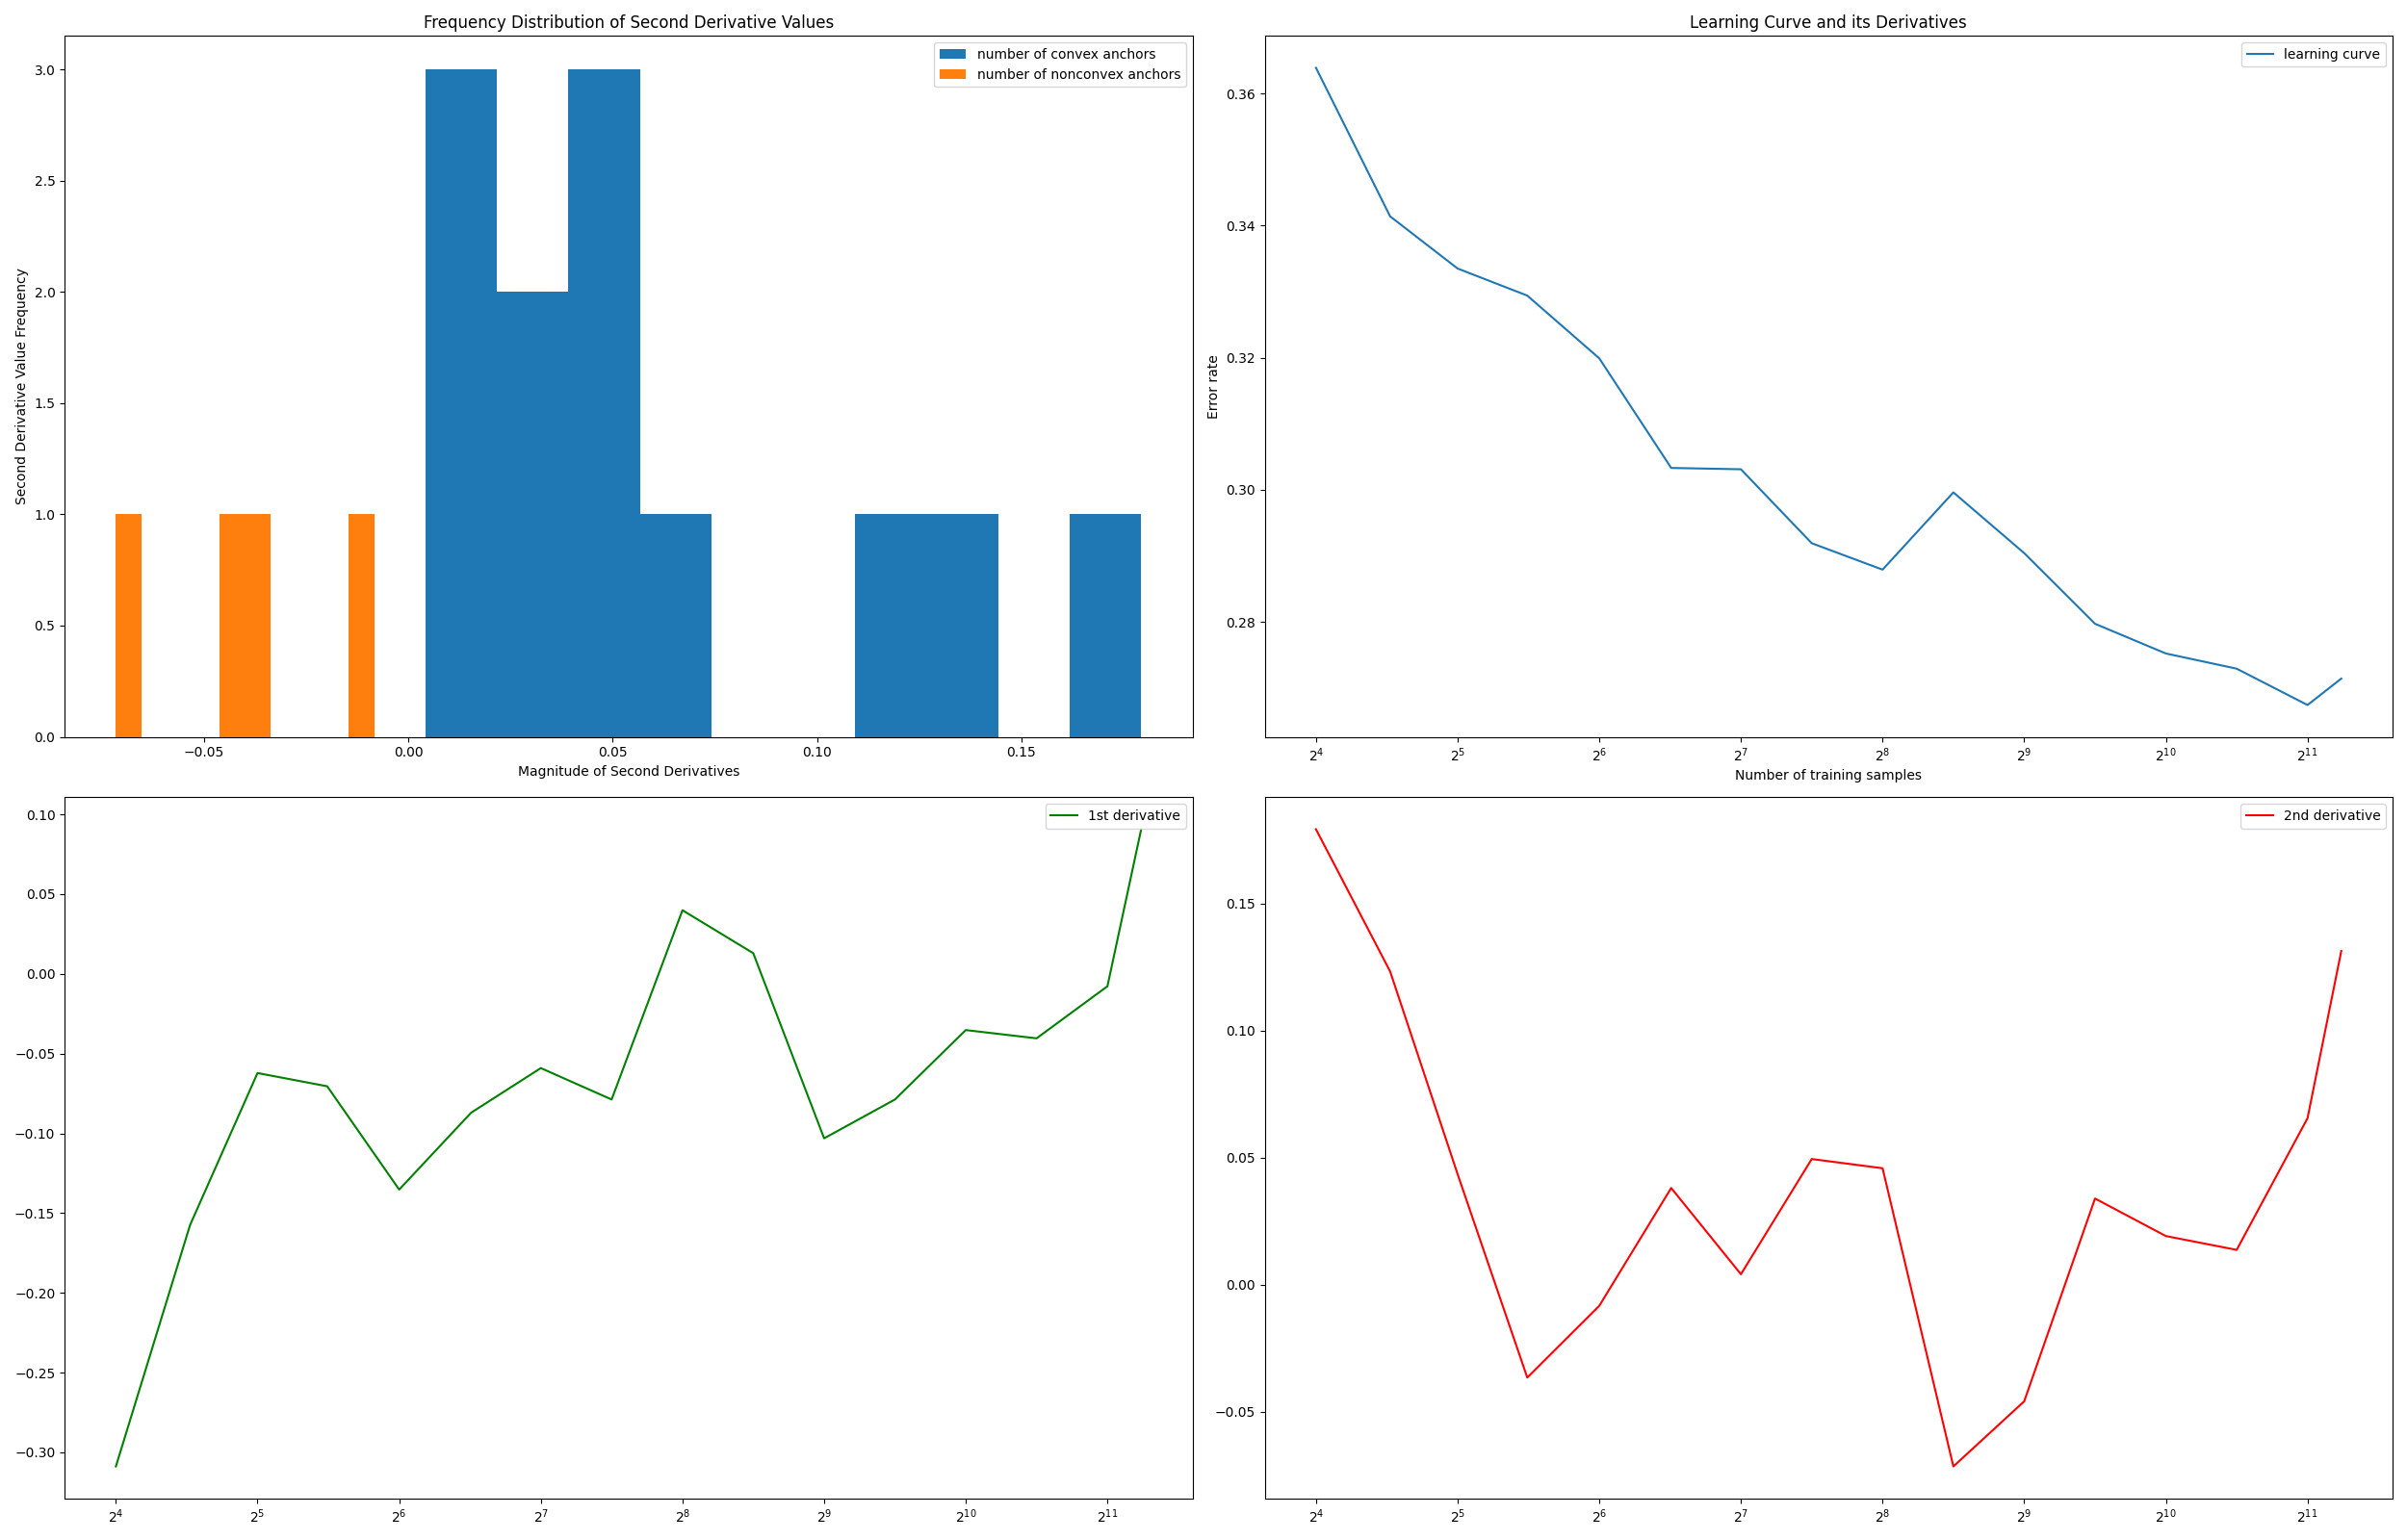 Frequency Distribution of Second Derivative Values
number of convex anchors
number of nonconvex anchors
Second Derivative Value Frequency
3.0
2.5
2.0
1.5
1.0
0.5
0.0
−0.05 0.00 0.05 0.10 0.15
Magnitude of Second Derivatives
Learning Curve and its Derivatives
learning curve
Error rate
0.36
0.34
0.32
0.30
0.28
2⁴ 2⁵ 2⁶ 2⁷ 2⁸ 2⁹ 2¹⁰ 2¹¹
Number of training samples
1st derivative
0.10
0.05
0.00
−0.05
−0.10
−0.15
−0.20
−0.25
−0.30
2⁴ 2⁵ 2⁶ 2⁷ 2⁸ 2⁹ 2¹⁰ 2¹¹
2nd derivative
0.15
0.10
0.05
0.00
−0.05
2⁴ 2⁵ 2⁶ 2⁷ 2⁸ 2⁹ 2¹⁰ 2¹¹